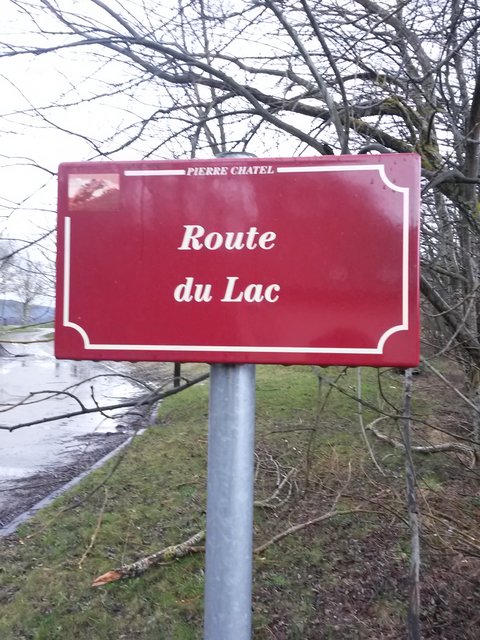 PIERRE CHATEL
Route
du Lac